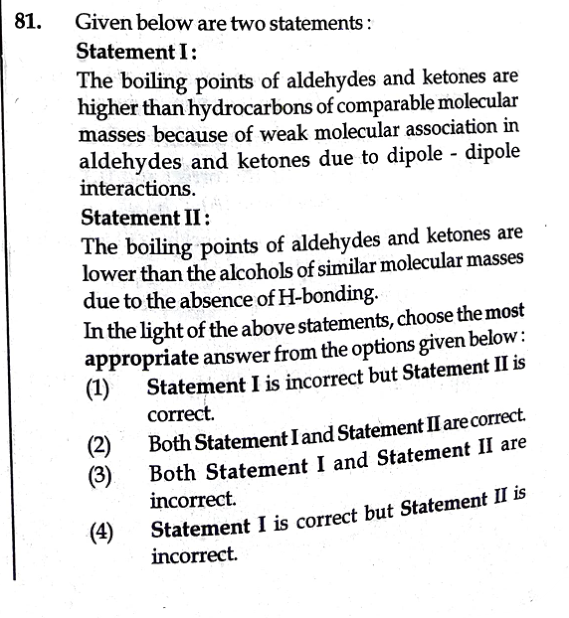 81. Given below are two statements :
Statement I :
The boiling points of aldehydes and ketones are
higher than hydrocarbons of comparable molecular
masses because of weak molecular association in
aldehydes and ketones due to dipole - dipole
interactions.
Statement II :
The boiling points of aldehydes and ketones are
lower than the alcohols of similar molecular masses
due to the absence of H-bonding.
In the light of the above statements, choose the most
appropriate answer from the options given below :
(1) Statement I is incorrect but Statement II is
correct.
(2) Both Statement I and Statement II are correct.
(3) Both Statement I and Statement II are
incorrect.
(4) Statement I is correct but Statement II is
incorrect.